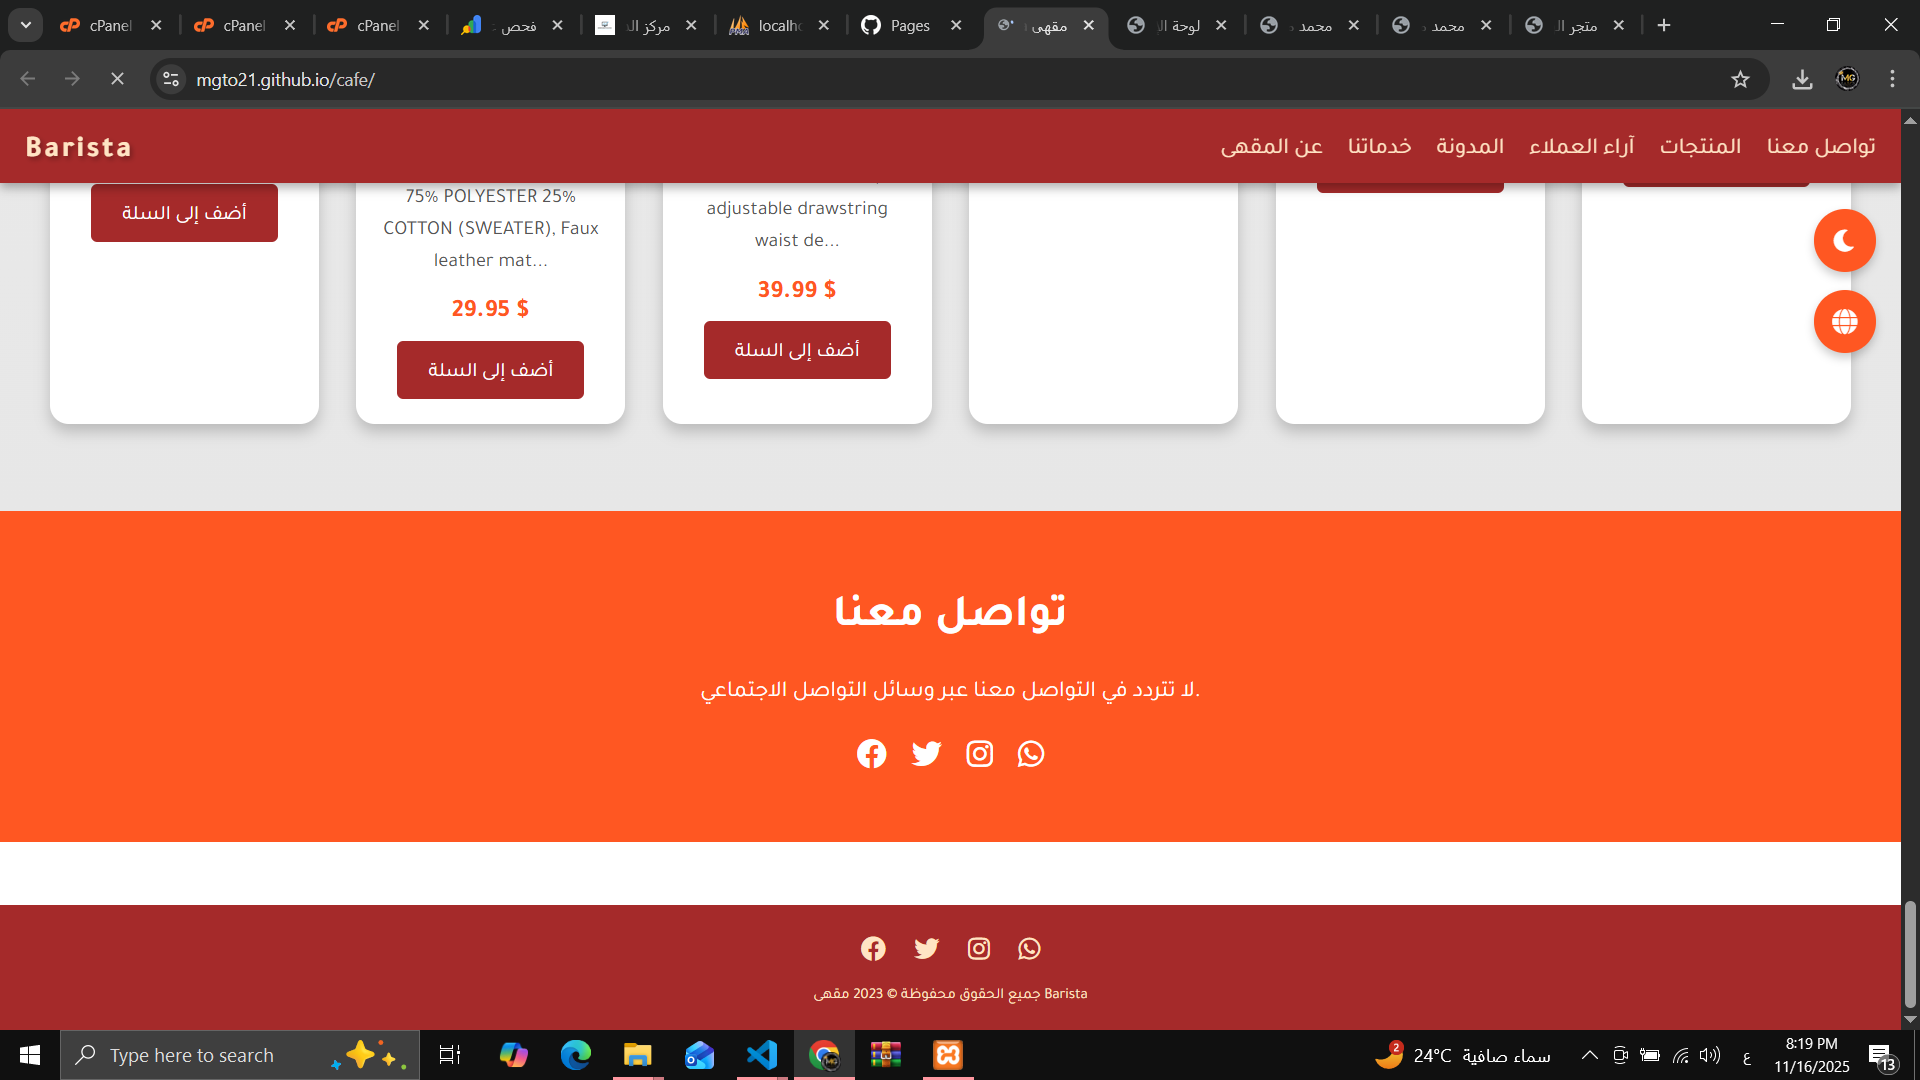 cPanel
cPanel
cPanel
فحص
مركز ال
localho
Pages
مقهى
لوحة الإ
محمد
محمد
متجر ال
mgto21.github.io/cafe/
Barista
عن المقهى
خدماتنا
المدونة
آراء العملاء
المنتجات
تواصل معنا
أضف إلى السلة
75% POLYESTER 25%
COTTON (SWEATER), Faux
leather mat...
29.95 $
أضف إلى السلة
adjustable drawstring
waist de...
39.99 $
أضف إلى السلة
تواصل معنا
لا تتردد في التواصل معنا عبر وسائل التواصل الاجتماعي.
جميع الحقوق محفوظة © 2023 مقهى Barista
Type here to search
2
24°C سماء صافية
ع
8:19 PM
11/16/2025
13